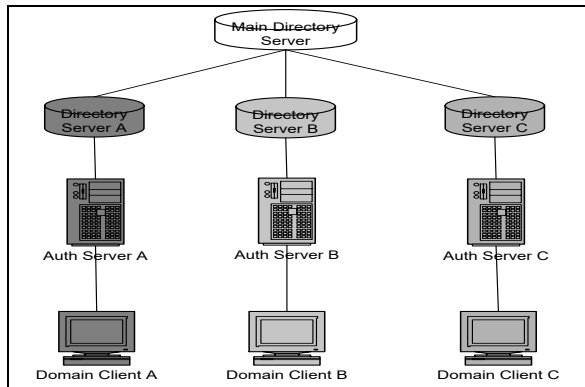 Main Directory
Server
Directory
Server A
Directory
Server B
Directory
Server C
Auth Server A
Auth Server B
Auth Server C
Domain Client A
Domain Client B
Domain Client C